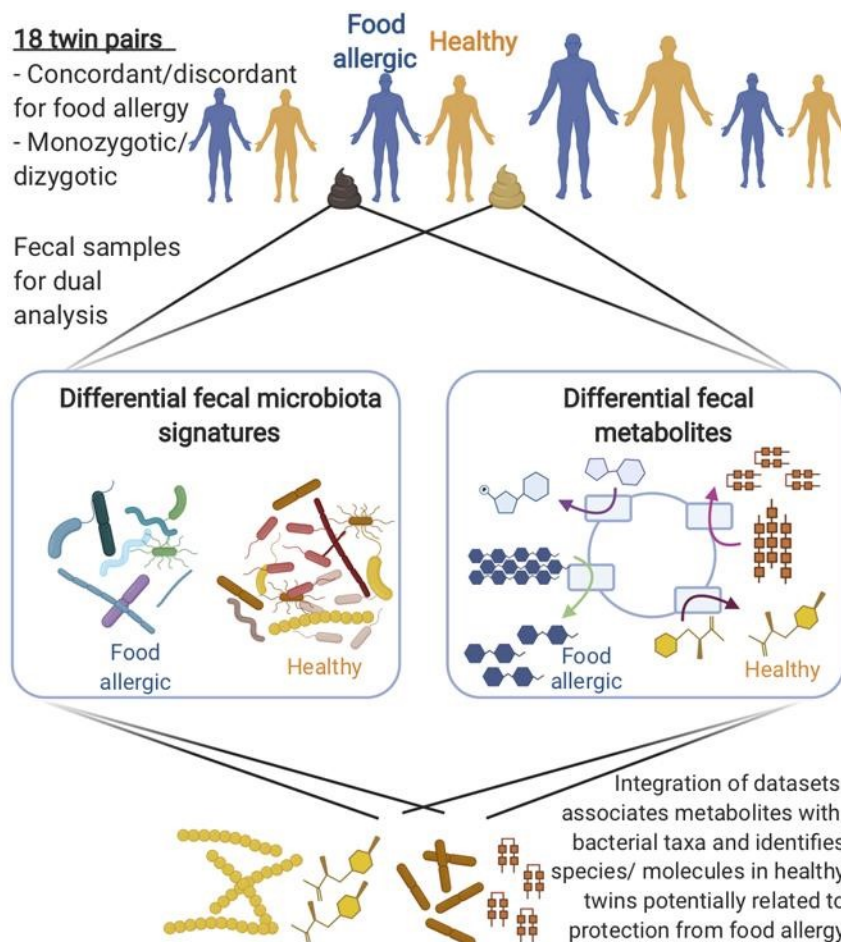 18 twin pairs
- Concordant/discordant
for food allergy
- Monozygotic/
dizygotic
Food
allergic
Healthy
Fecal samples
for dual
analysis
Differential fecal microbiota
signatures
Food
allergic
Healthy
Differential fecal
metabolites
P
Food
allergic
Healthy
Integration of datasets
associates metabolites with
bacterial taxa and identifies
species/ molecules in healthy
twins potentially related to
protection from food allergy